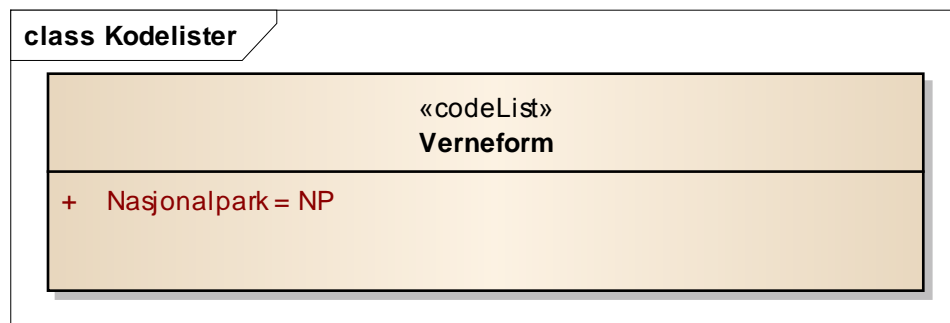 class Kodelister
«codeList»
Verneform
+ Nasjonalpark = NP